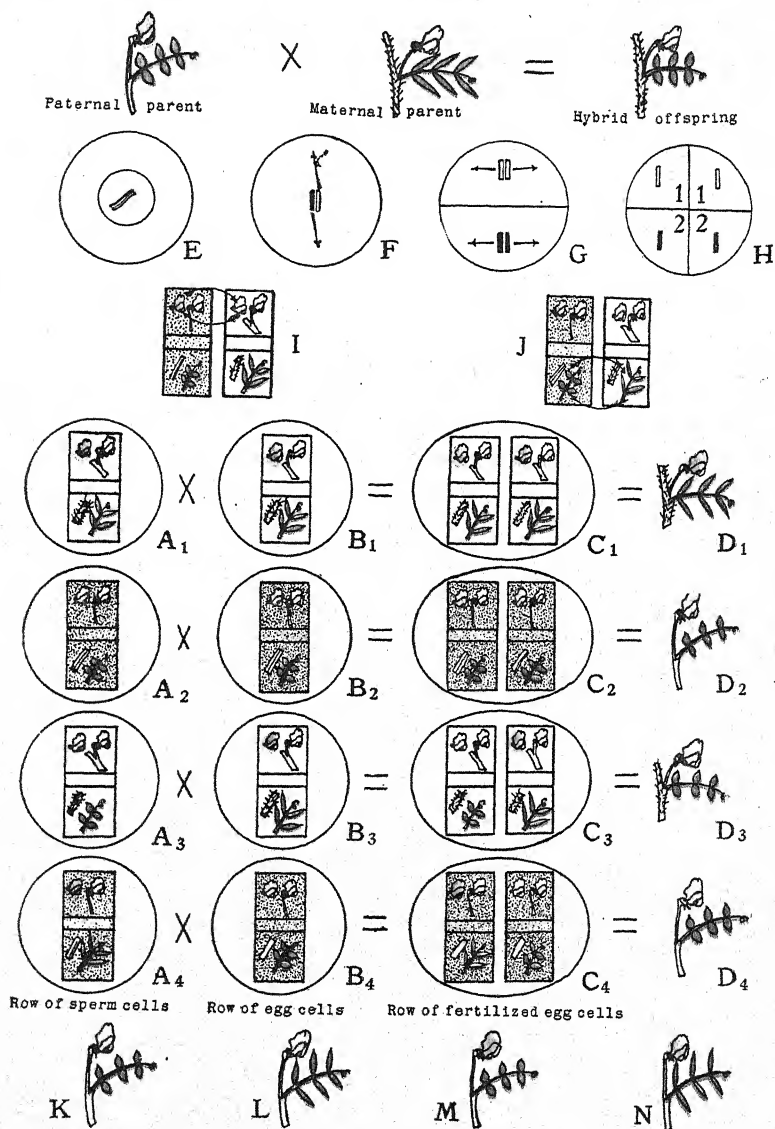 Paternal parent Maternal parent Hybrid offspring
E F G 1 1 2 2 H
I J
A1 B1 C1 D1
A2 B2 C2 D2
A3 B3 C3 D3
A4 B4 C4 D4
Row of sperm cells Row of egg cells Row of fertilized egg cells
K L M N